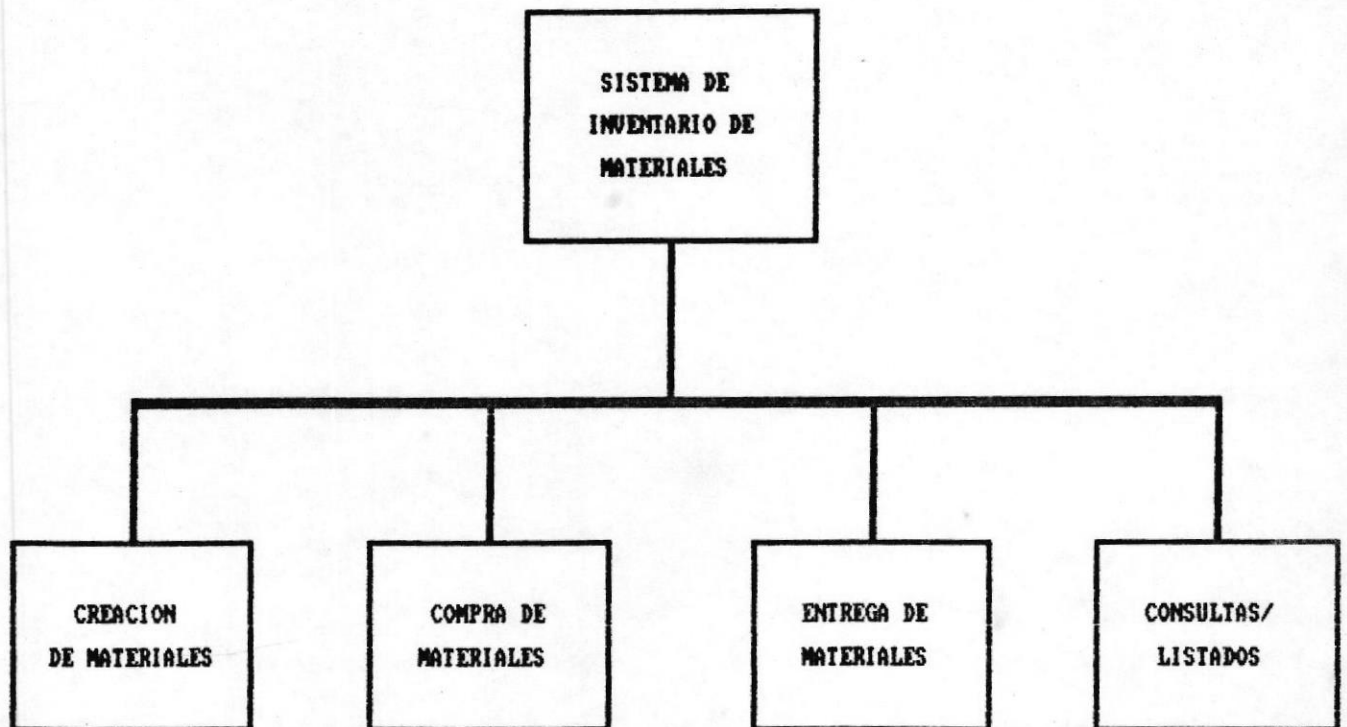 SISTEMA DE
INVENTARIO DE
MATERIALES
CREACION
DE MATERIALES
COMPRA DE
MATERIALES
ENTREGA DE
MATERIALES
CONSULTAS/
LISTADOS